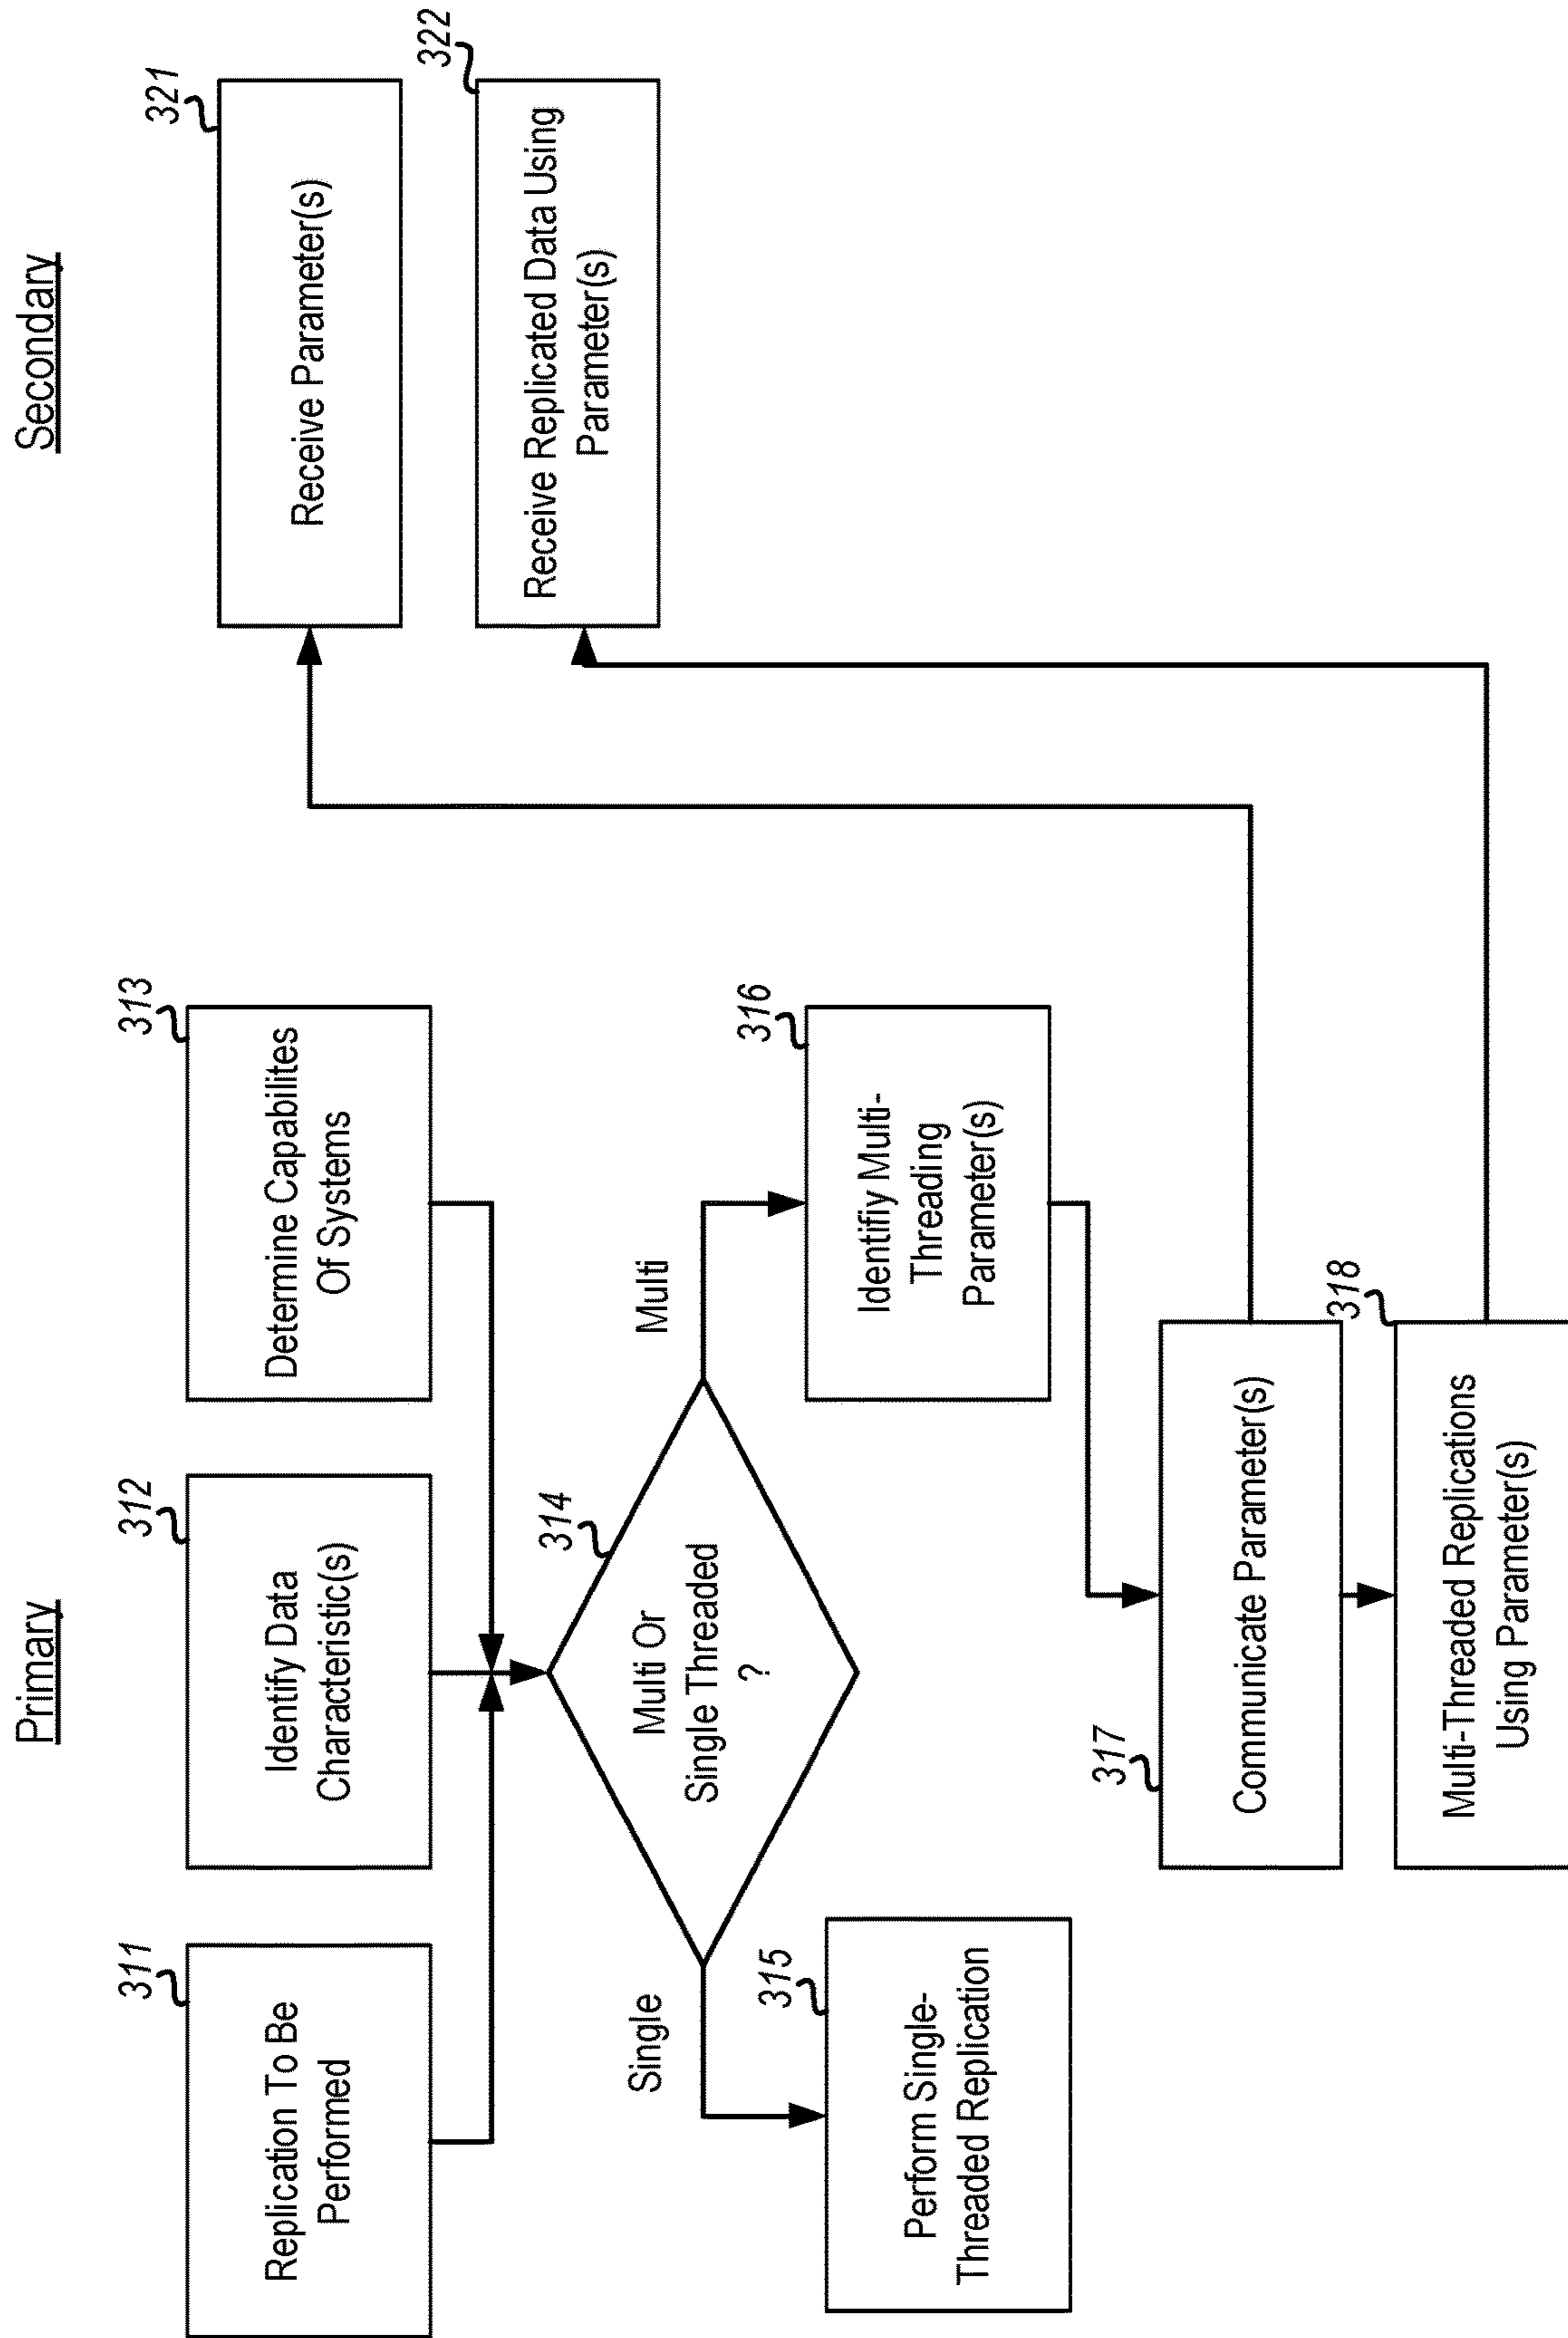 Primary
Secondary
311
Replication To Be
Performed
312
Identify Data
Characteristic(s)
313
Determine Capabilites
Of Systems
321
Receive Parameter(s)
322
Receive Replicated Data Using
Parameter(s)
314
Multi Or
Single Threaded
?
Single
Multi
315
Perform Single-
Threaded Replication
316
Identifiy Multi-
Threading
Parameter(s)
317
Communicate Parameter(s)
318
Multi-Threaded Replications
Using Parameter(s)